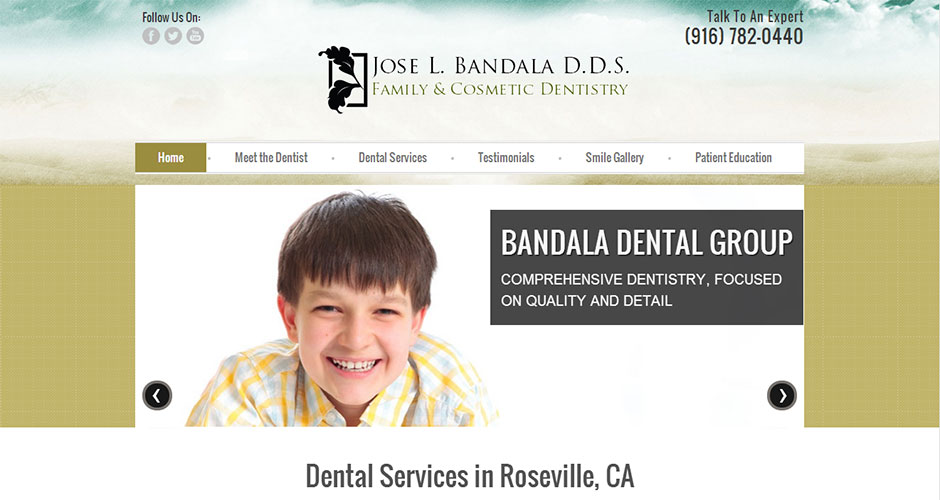 Follow Us On:
Talk To An Expert
(916) 782-0440
JOSE L. BANDALA D.D.S.
FAMILY & COSMETIC DENTISTRY
Home
Meet the Dentist
Dental Services
Testimonials
Smile Gallery
Patient Education
BANDALA DENTAL GROUP
COMPREHENSIVE DENTISTRY, FOCUSED
ON QUALITY AND DETAIL
Dental Services in Roseville, CA